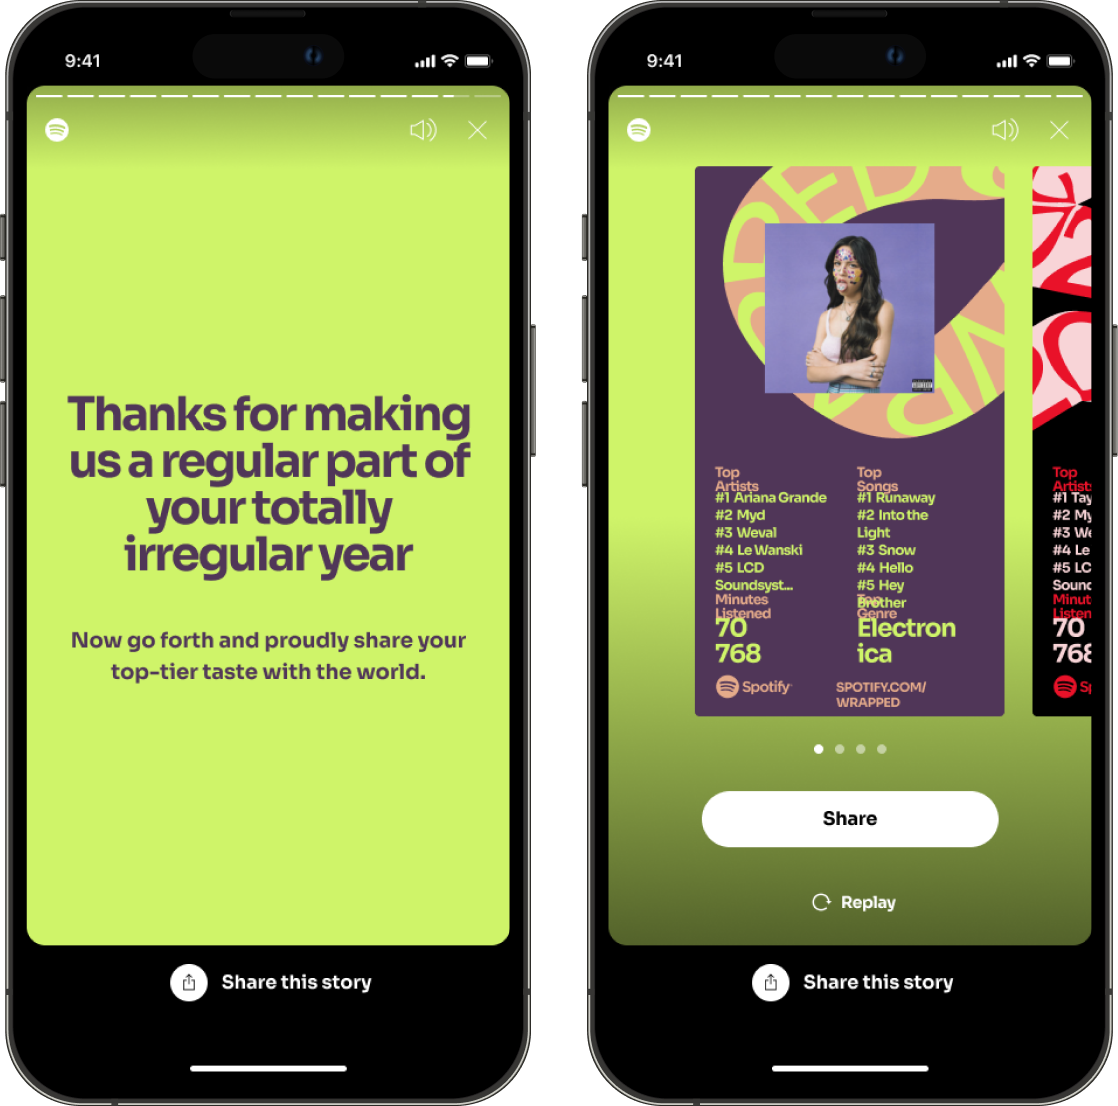 9:41
Thanks for making
us a regular part of
your totally
irregular year
Now go forth and proudly share your
top-tier taste with the world.
Share this story
9:41
Top
Artists
#1 Ariana Grande
#2 Myd
#3 Weval
#4 Le Wanski
#5 LCD
Soundsyst...
Minutes
Listened
70
768
Top
Songs
#1 Runaway
#2 Into the
Light
#3 Snow
#4 Hello
#5 Hey
Brother
Top
Genre
Electron
ica
Spotify
SPOTIFY.COM/
WRAPPED
Top
Artists
#1 Tay
#2 My
#3 We
#4 Le
#5 LC
Sound
Minut
Listen
70
768
Sp
Share
Replay
Share this story